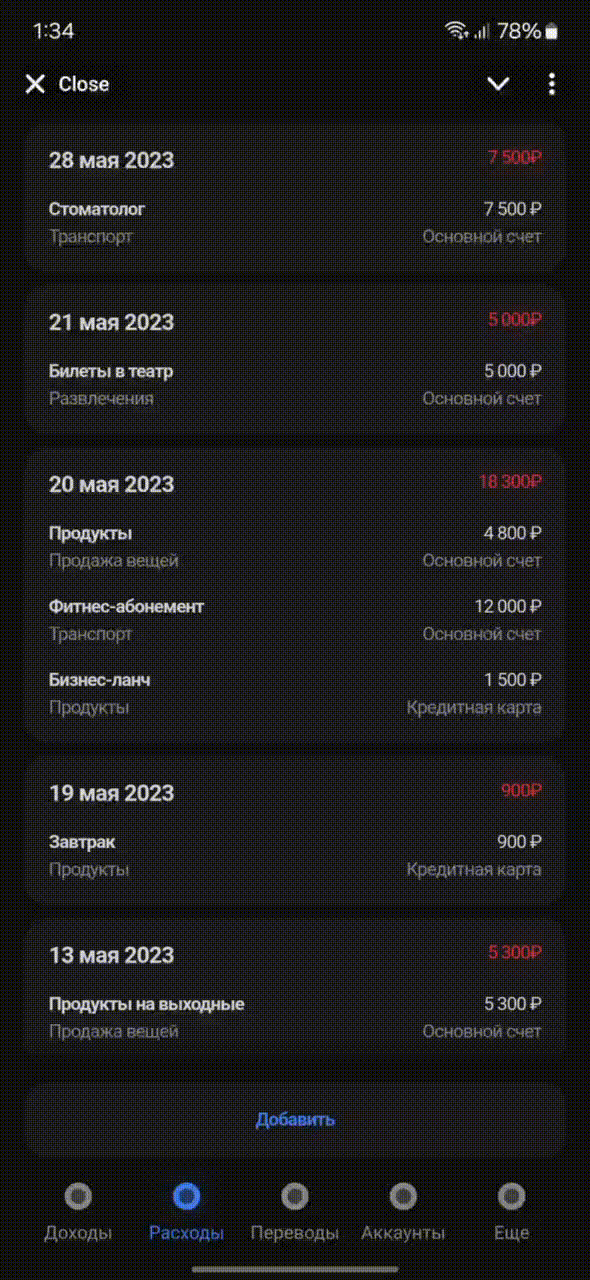 1:34 78%
Close
28 мая 2023 7 500₽
Стоматолог 7 500 ₽
Транспорт Основной счет
21 мая 2023 5 000₽
Билеты в театр 5 000 ₽
Развлечения Основной счет
20 мая 2023 18 300₽
Продукты 4 800 ₽
Продажа вещей Основной счет
Фитнес-абонемент 12 000 ₽
Транспорт Основной счет
Бизнес-ланч 1 500 ₽
Продукты Кредитная карта
19 мая 2023 900₽
Завтрак 900 ₽
Продукты Кредитная карта
13 мая 2023 5 300₽
Продукты на выходные 5 300 ₽
Продажа вещей Основной счет
Добавить
Доходы Расходы Переводы Аккаунты Еще